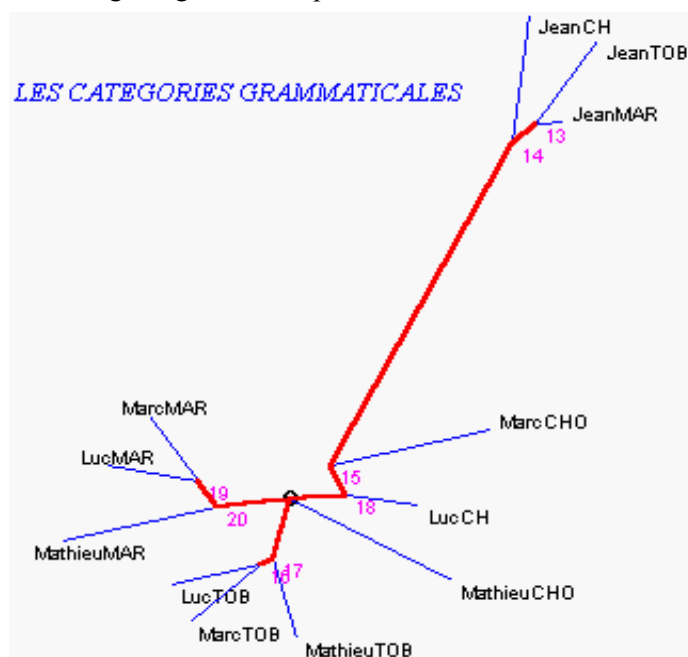 JeanCH
JeanTOB
LES CATEGORIES GRAMMATICALES
JeanMAR
13
14
MarcMAR
MarcCHO
LucMAR
15
19
18
20
LucCH
MathieuMAR
17
16
LucTOB
MathieuCHO
MarcTOB
MathieuTOB